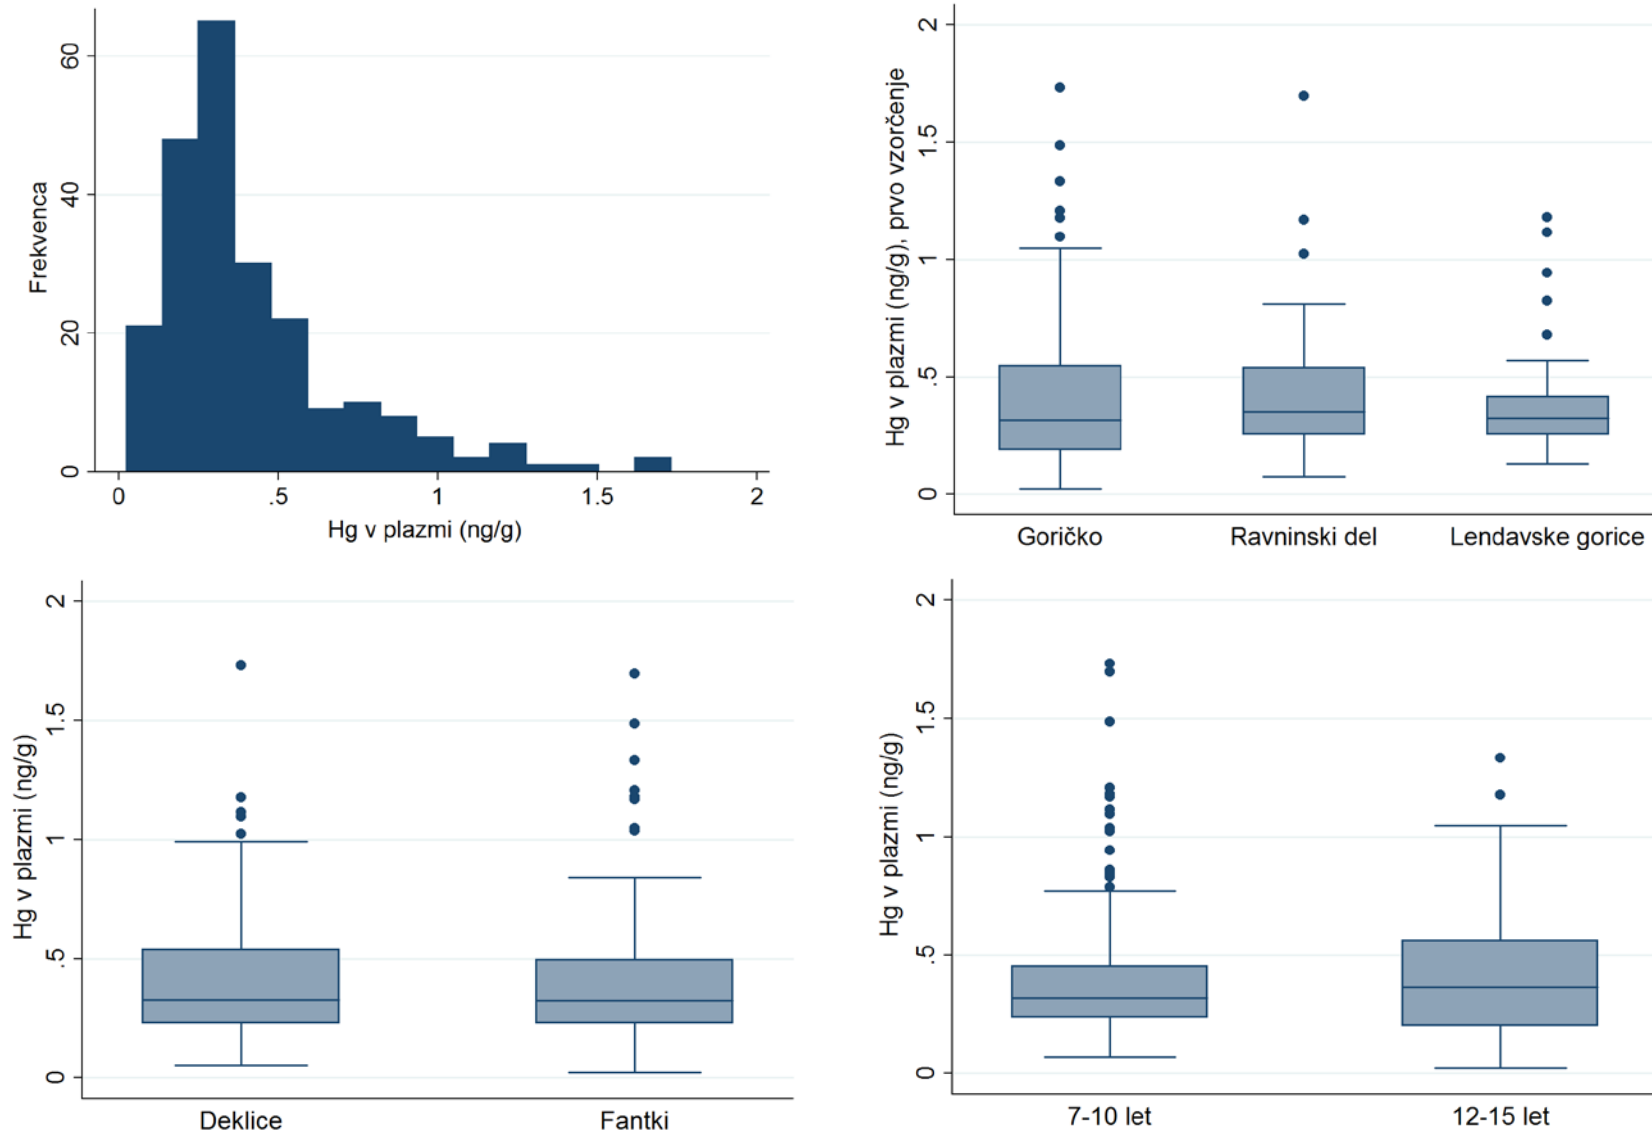 Frekvenca
60
40
20
0
0 .5 1 1.5 2
Hg v plazmi (ng/g)
Hg v plazmi (ng/g), prvo vzorčenje
2
1.5
1
.5
0
Goričko Ravninski del Lendavske gorice
Hg v plazmi (ng/g)
2
1.5
1
.5
0
Deklice Fantki
Hg v plazmi (ng/g)
2
1.5
1
.5
0
7-10 let 12-15 let